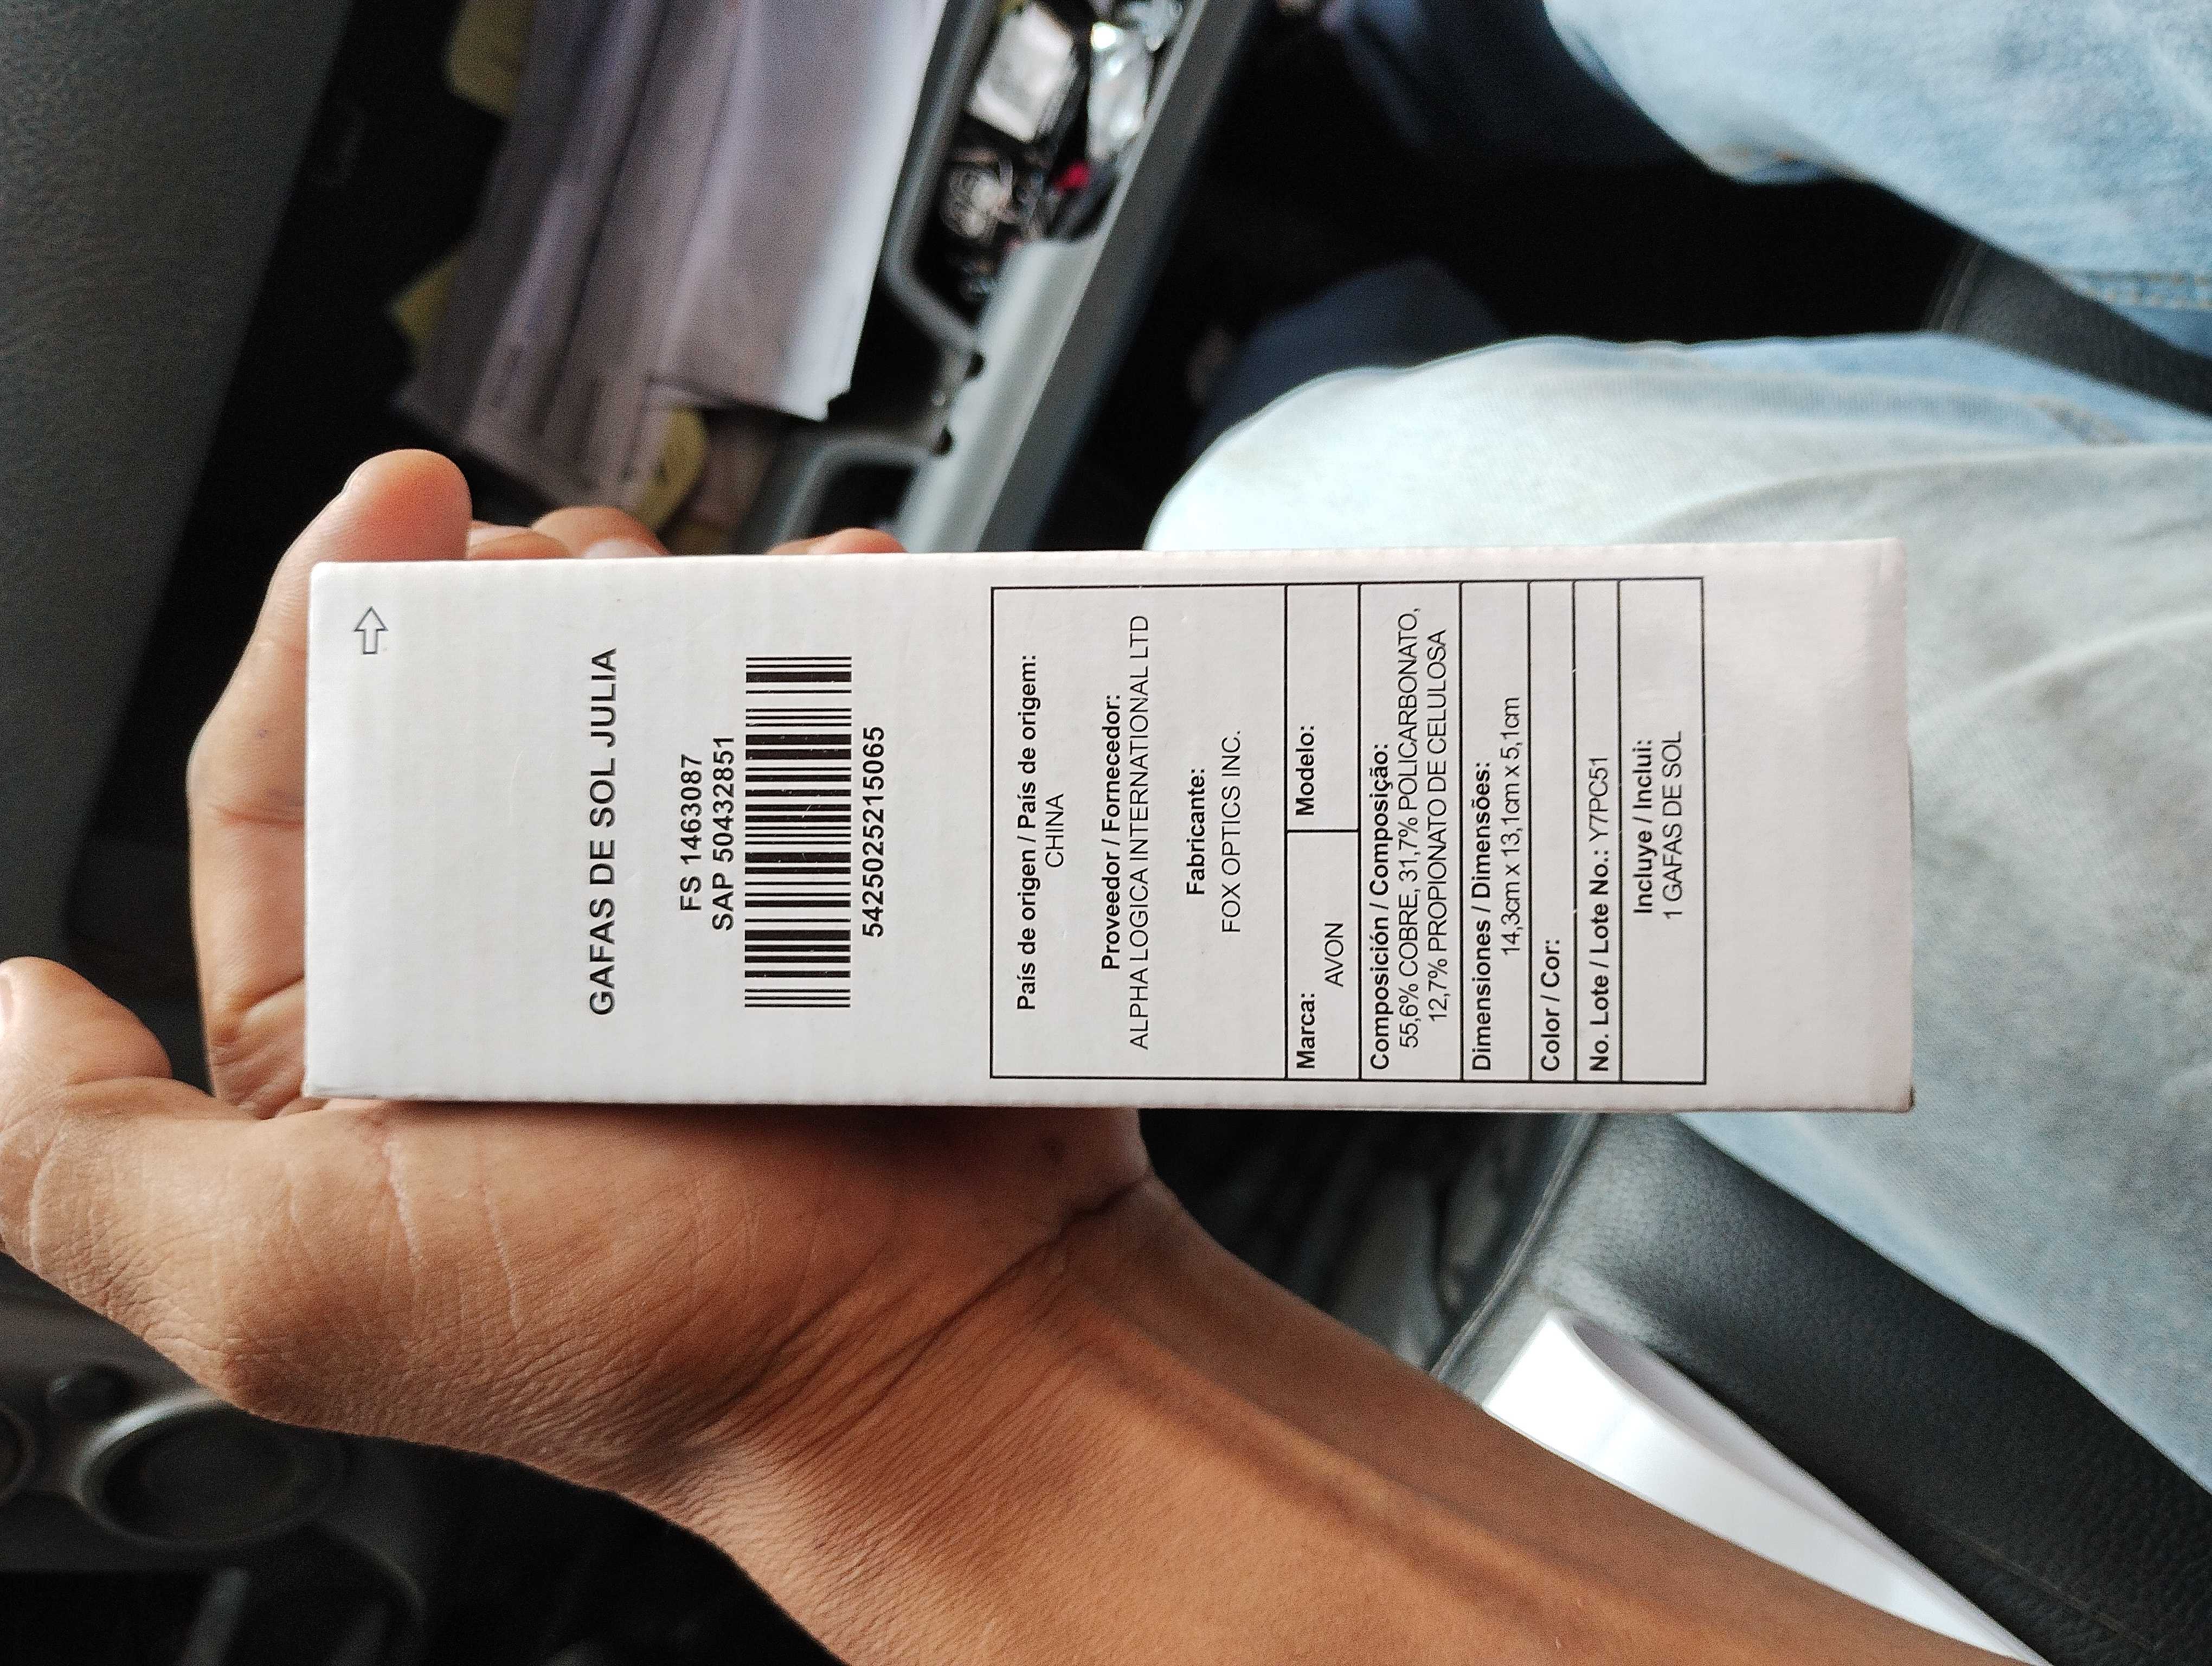 GAFAS DE SOL JULIA
FS 1463087
SAP 50432851
5425025215065
País de origen / País de origem:
CHINA
Proveedor / Fornecedor:
ALPHA LOGICA INTERNATIONAL LTD
Fabricante:
FOX OPTICS INC.
Marca:
AVON
Modelo:
Composición / Composição:
55,6% COBRE, 31,7% POLICARBONATO,
12,7% PROPIONATO DE CELULOSA
Dimensiones / Dimensões:
14,3cm x 13,1cm x 5,1cm
Color / Cor:
No. Lote / Lote No.: Y7PC51
Incluye / Inclui:
1 GAFAS DE SOL